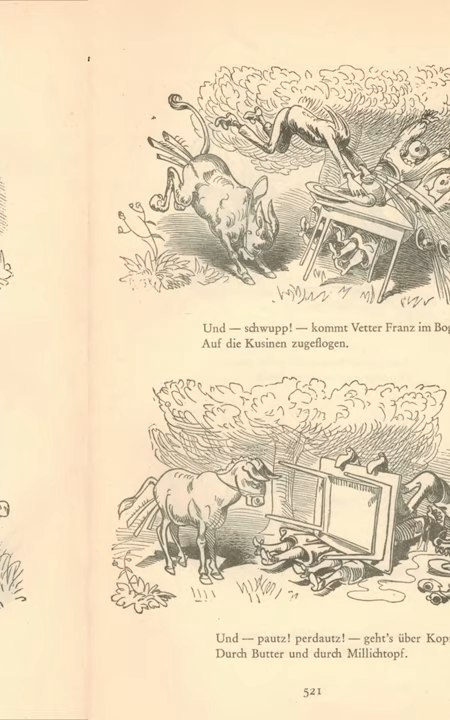 Und — schwupp! — kommt Vetter Franz im Bog
Auf die Kusinen zugeflogen.
Und — pautz! perdautz! — geht's über Kop
Durch Butter und durch Millichtopf.
521